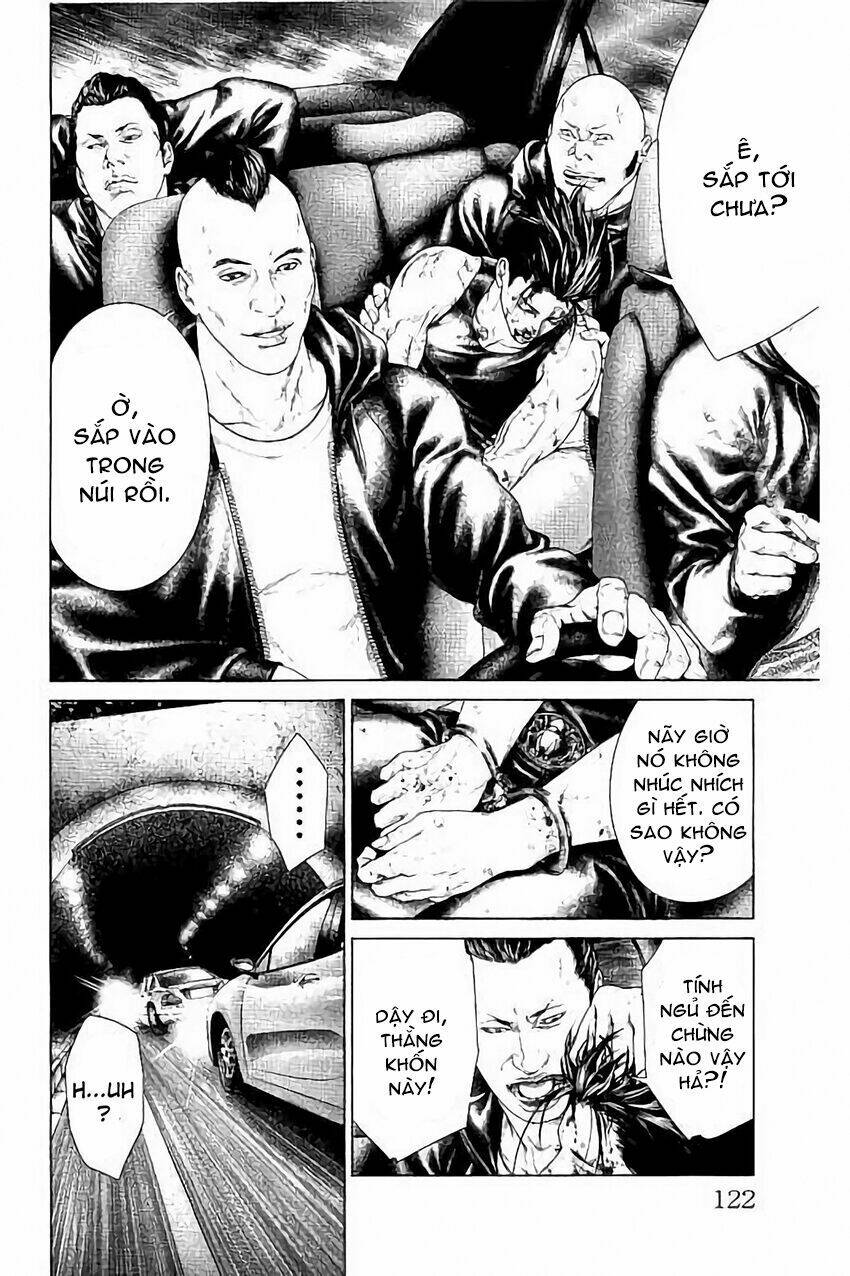 Ê,
SẮP TỚI
CHƯA?
Ờ,
SẮP VÀO
TRONG
NÚI RỒI.
NÃY GIỜ
NÓ KHÔNG
NHÚC NHÍCH
GÌ HẾT. CÓ
SAO KHÔNG
VẬY?
TÍNH
NGỦ ĐẾN
CHỪNG
NÀO VẬY
HẢ?!
DẬY ĐI,
THẰNG
KHỐN
NÀY!
......
H...UH
?
122